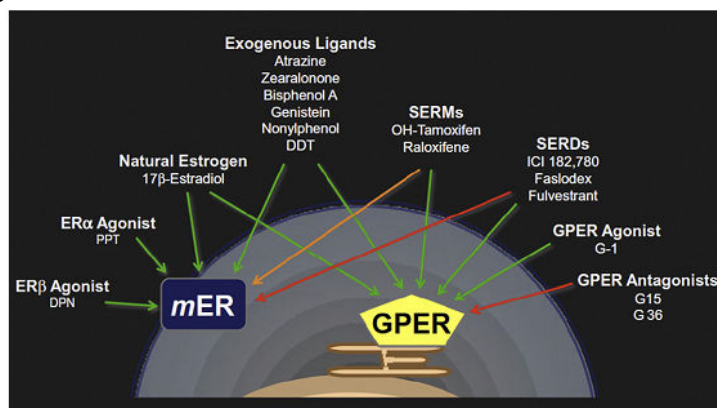 Exogenous Ligands
Atrazine
Zearalonone
Bisphenol A
Genistein
Nonylphenol
DDT
SERMs
OH-Tamoxifen
Raloxifene
SERDs
ICI 182,780
Faslodex
Fulvestrant
Natural Estrogen
17β-Estradiol
ERα Agonist
PPT
GPER Agonist
G-1
ERβ Agonist
DPN
GPER Antagonists
G15
G36
mER
GPER